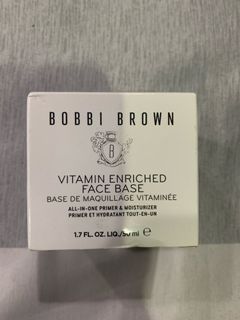 BOBBI BROWN
B
VITAMIN ENRICHED
FACE BASE
BASE DE MAQUILLAGE VITAMINÉE
ALL-IN-ONE PRIMER & MOISTURIZER
PRIMER ET HYDRATANT TOUT-EN-UN
1.7 FL. OZ. LIQ./50 ml ℮